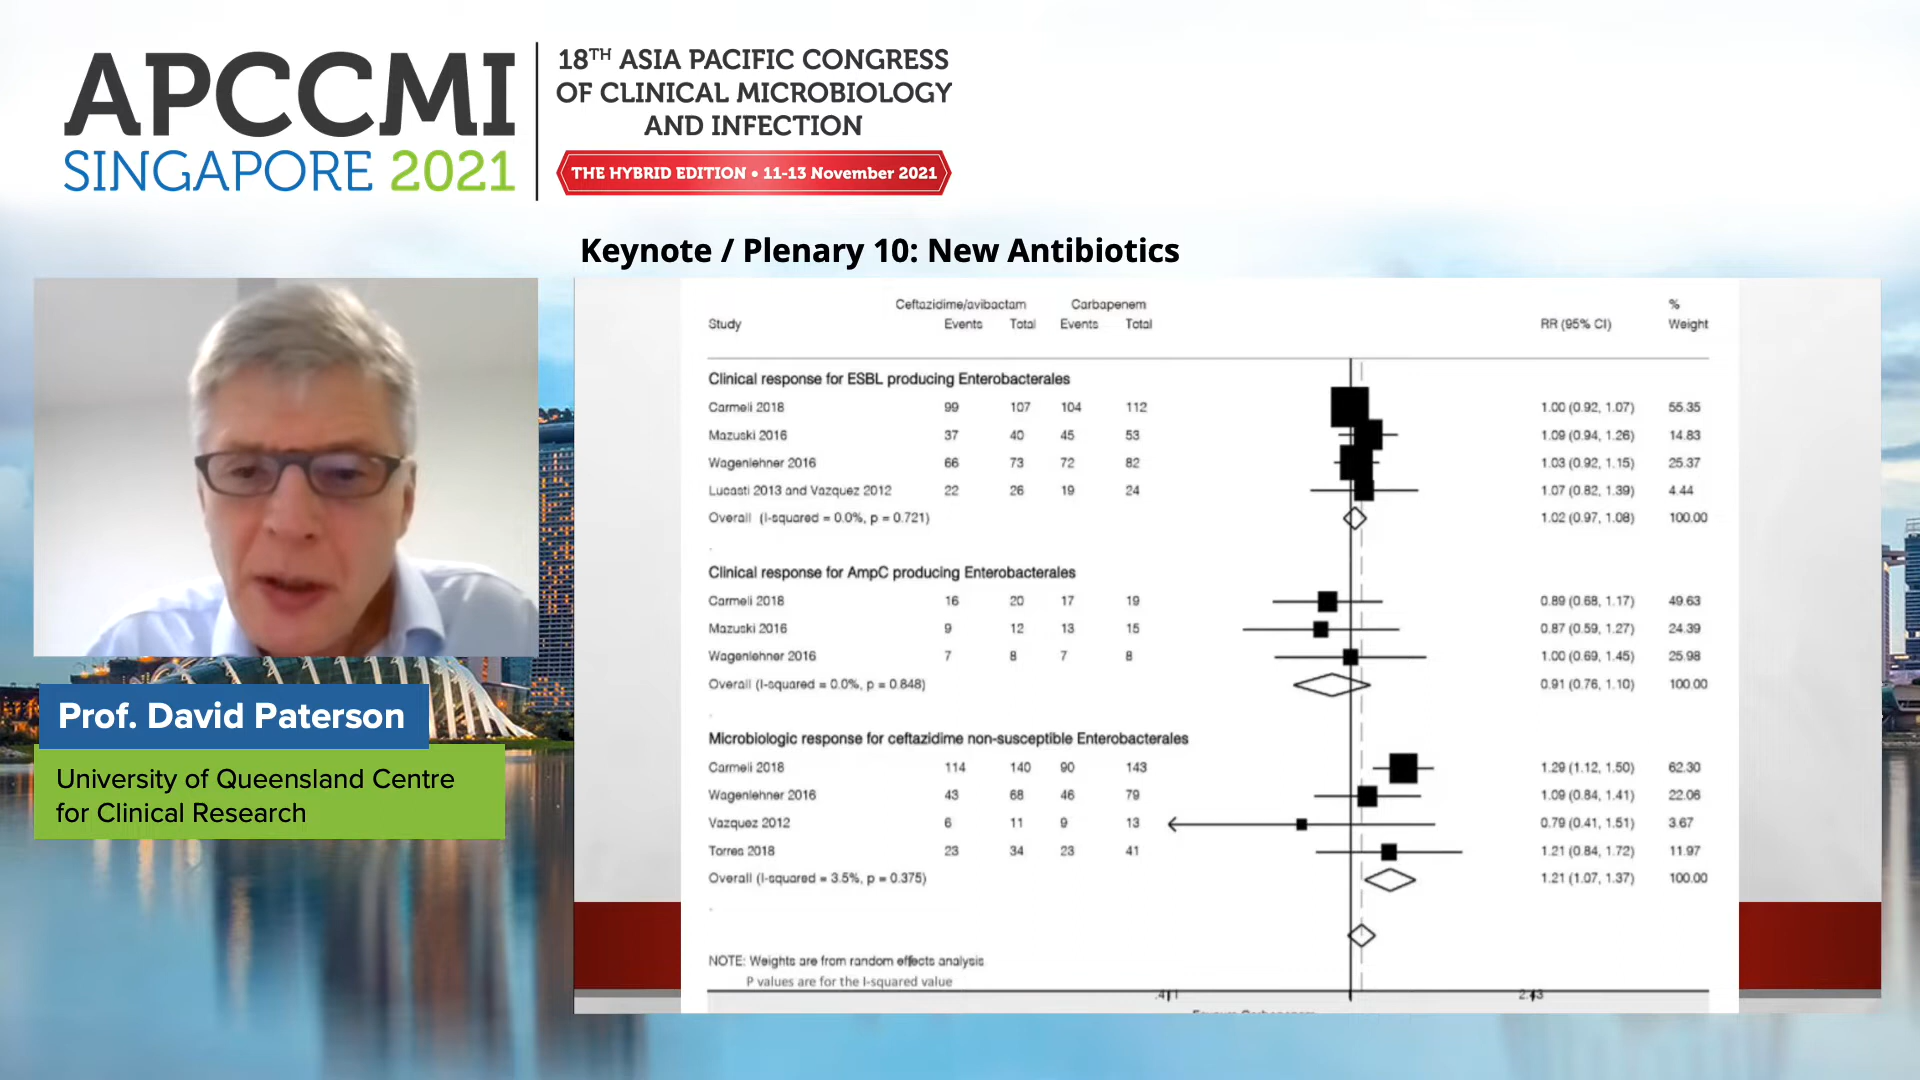 APCCMI
SINGAPORE 2021
18TH ASIA PACIFIC CONGRESS
OF CLINICAL MICROBIOLOGY
AND INFECTION
THE HYBRID EDITION • 11-13 November 2021
Keynote / Plenary 10: New Antibiotics
Prof. David Paterson
University of Queensland Centre
for Clinical Research
Ceftazidime/avibactam Carbapenem %
Study Events Total Events Total RR (95% CI) Weight
Clinical response for ESBL producing Enterobacterales
Carmeli 2018 99 107 104 112 1.00 (0.92, 1.07) 55.35
Mazuski 2016 37 40 45 53 1.09 (0.94, 1.26) 14.83
Wagenlehner 2016 66 73 72 82 1.03 (0.92, 1.15) 25.37
Lucasti 2013 and Vazquez 2012 22 26 19 24 1.07 (0.82, 1.39) 4.44
Overall (I-squared = 0.0%, p = 0.721) 1.02 (0.97, 1.08) 100.00
Clinical response for AmpC producing Enterobacterales
Carmeli 2018 16 20 17 19 0.89 (0.68, 1.17) 49.63
Mazuski 2016 9 12 13 15 0.87 (0.59, 1.27) 24.39
Wagenlehner 2016 7 8 7 8 1.00 (0.69, 1.45) 25.98
Overall (I-squared = 0.0%, p = 0.848) 0.91 (0.76, 1.10) 100.00
Microbiologic response for ceftazidime non-susceptible Enterobacterales
Carmeli 2018 114 140 90 143 1.29 (1.12, 1.50) 62.30
Wagenlehner 2016 43 68 46 79 1.09 (0.84, 1.41) 22.06
Vazquez 2012 6 11 9 13 0.79 (0.41, 1.51) 3.67
Torres 2018 23 34 23 41 1.21 (0.84, 1.72) 11.97
Overall (I-squared = 3.5%, p = 0.375) 1.21 (1.07, 1.37) 100.00
NOTE: Weights are from random effects analysis
P values are for the I-squared value
.411 2.43